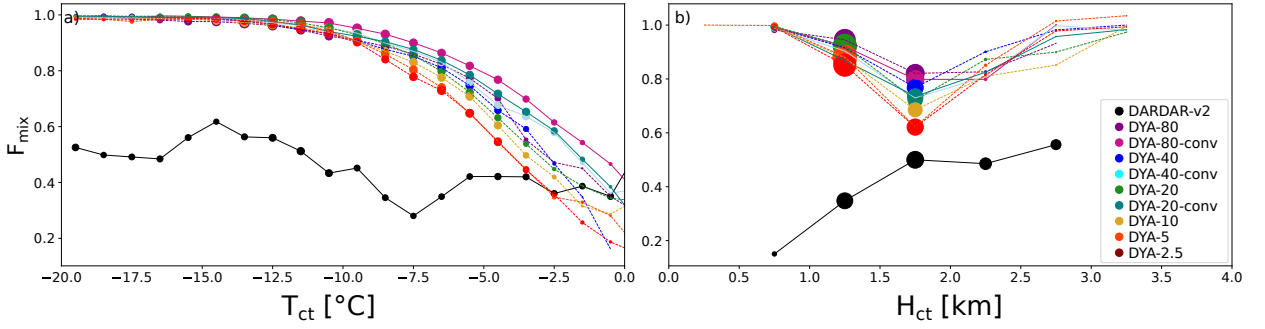 a)
1.0
0.8
0.6
0.4
0.2
F_mix
−20.0 −17.5 −15.0 −12.5 −10.0 −7.5 −5.0 −2.5 0.0
T_ct [°C]
b)
1.0
0.8
0.6
0.4
0.2
0.0 0.5 1.0 1.5 2.0 2.5 3.0 3.5 4.0
H_ct [km]
DARDAR-v2
DYA-80
DYA-80-conv
DYA-40
DYA-40-conv
DYA-20
DYA-20-conv
DYA-10
DYA-5
DYA-2.5